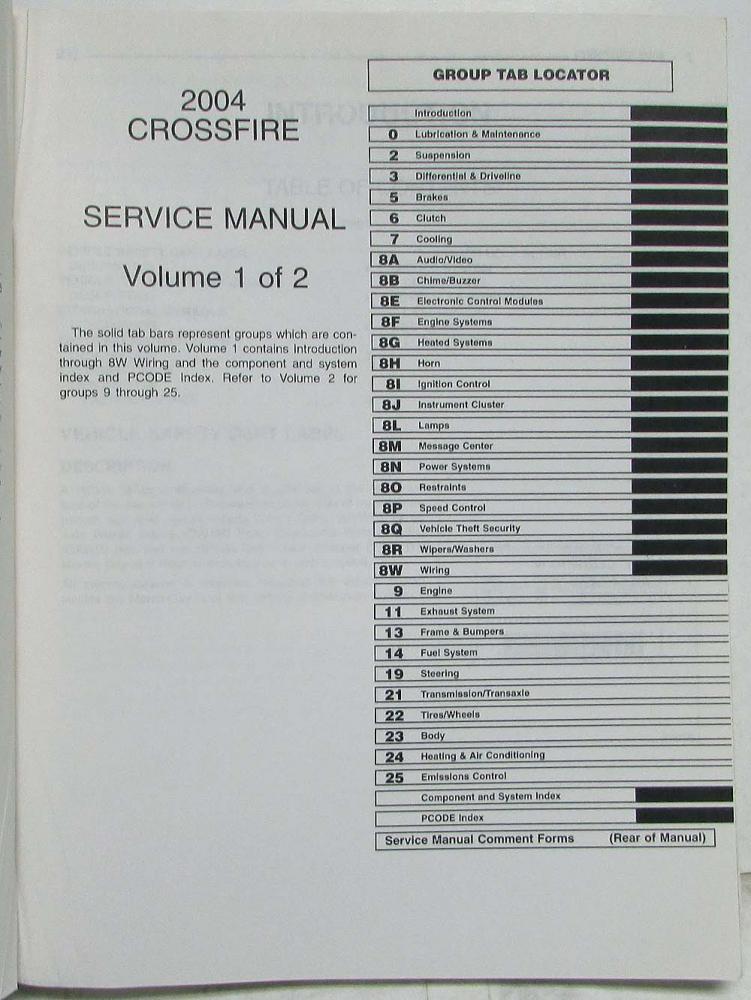 2004
CROSSFIRE
SERVICE MANUAL
Volume 1 of 2
The solid tab bars represent groups which are con-
tained in this volume. Volume 1 contains Introduction
through 8W Wiring and the component and system
index and PCODE Index. Refer to Volume 2 for
groups 9 through 25.
GROUP TAB LOCATOR
Introduction
0 Lubrication & Maintenance
2 Suspension
3 Differential & Driveline
5 Brakes
6 Clutch
7 Cooling
8A Audio/Video
8B Chime/Buzzer
8E Electronic Control Modules
8F Engine Systems
8G Heated Systems
8H Horn
8I Ignition Control
8J Instrument Cluster
8L Lamps
8M Message Center
8N Power Systems
8O Restraints
8P Speed Control
8Q Vehicle Theft Security
8R Wipers/Washers
8W Wiring
9 Engine
11 Exhaust System
13 Frame & Bumpers
14 Fuel System
19 Steering
21 Transmission/Transaxle
22 Tires/Wheels
23 Body
24 Heating & Air Conditioning
25 Emissions Control
Component and System Index
PCODE Index
Service Manual Comment Forms (Rear of Manual)